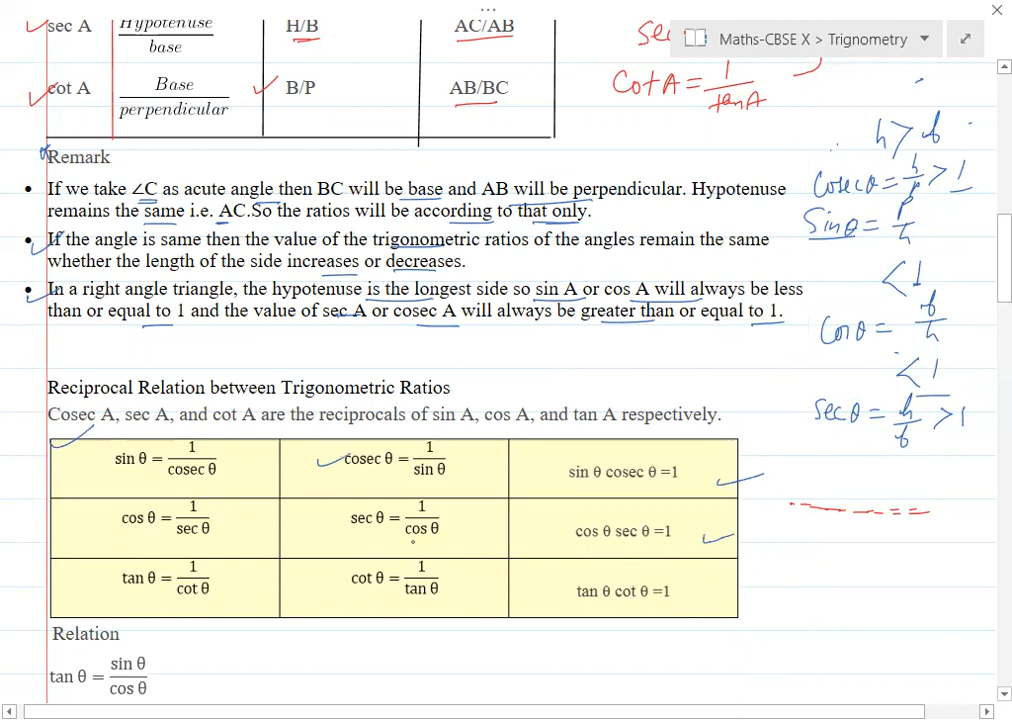 sec A Hypotenuse/base H/B AC/AB sec
Maths-CBSE X > Trignometry
cot A Base/perpendicular B/P AB/BC
Cot A = 1/tanA
Remark
h > b
• If we take ∠C as acute angle then BC will be base and AB will be perpendicular. Hypotenuse
remains the same i.e. AC.So the ratios will be according to that only.
Cosec θ = h/p > 1
Sin θ = p/h
• If the angle is same then the value of the trigonometric ratios of the angles remain the same
whether the length of the side increases or decreases.
< 1
• In a right angle triangle, the hypotenuse is the longest side so sin A or cos A will always be less
than or equal to 1 and the value of sec A or cosec A will always be greater than or equal to 1.
Cos θ = b/h
< 1
Reciprocal Relation between Trigonometric Ratios
Cosec A, sec A, and cot A are the reciprocals of sin A, cos A, and tan A respectively.
sec θ = h/b > 1
sin θ = 1/cosec θ cosec θ = 1/sin θ sin θ cosec θ =1
cos θ = 1/sec θ sec θ = 1/cos θ cos θ sec θ =1
tan θ = 1/cot θ cot θ = 1/tan θ tan θ cot θ =1
Relation
tan θ = sin θ/cos θ